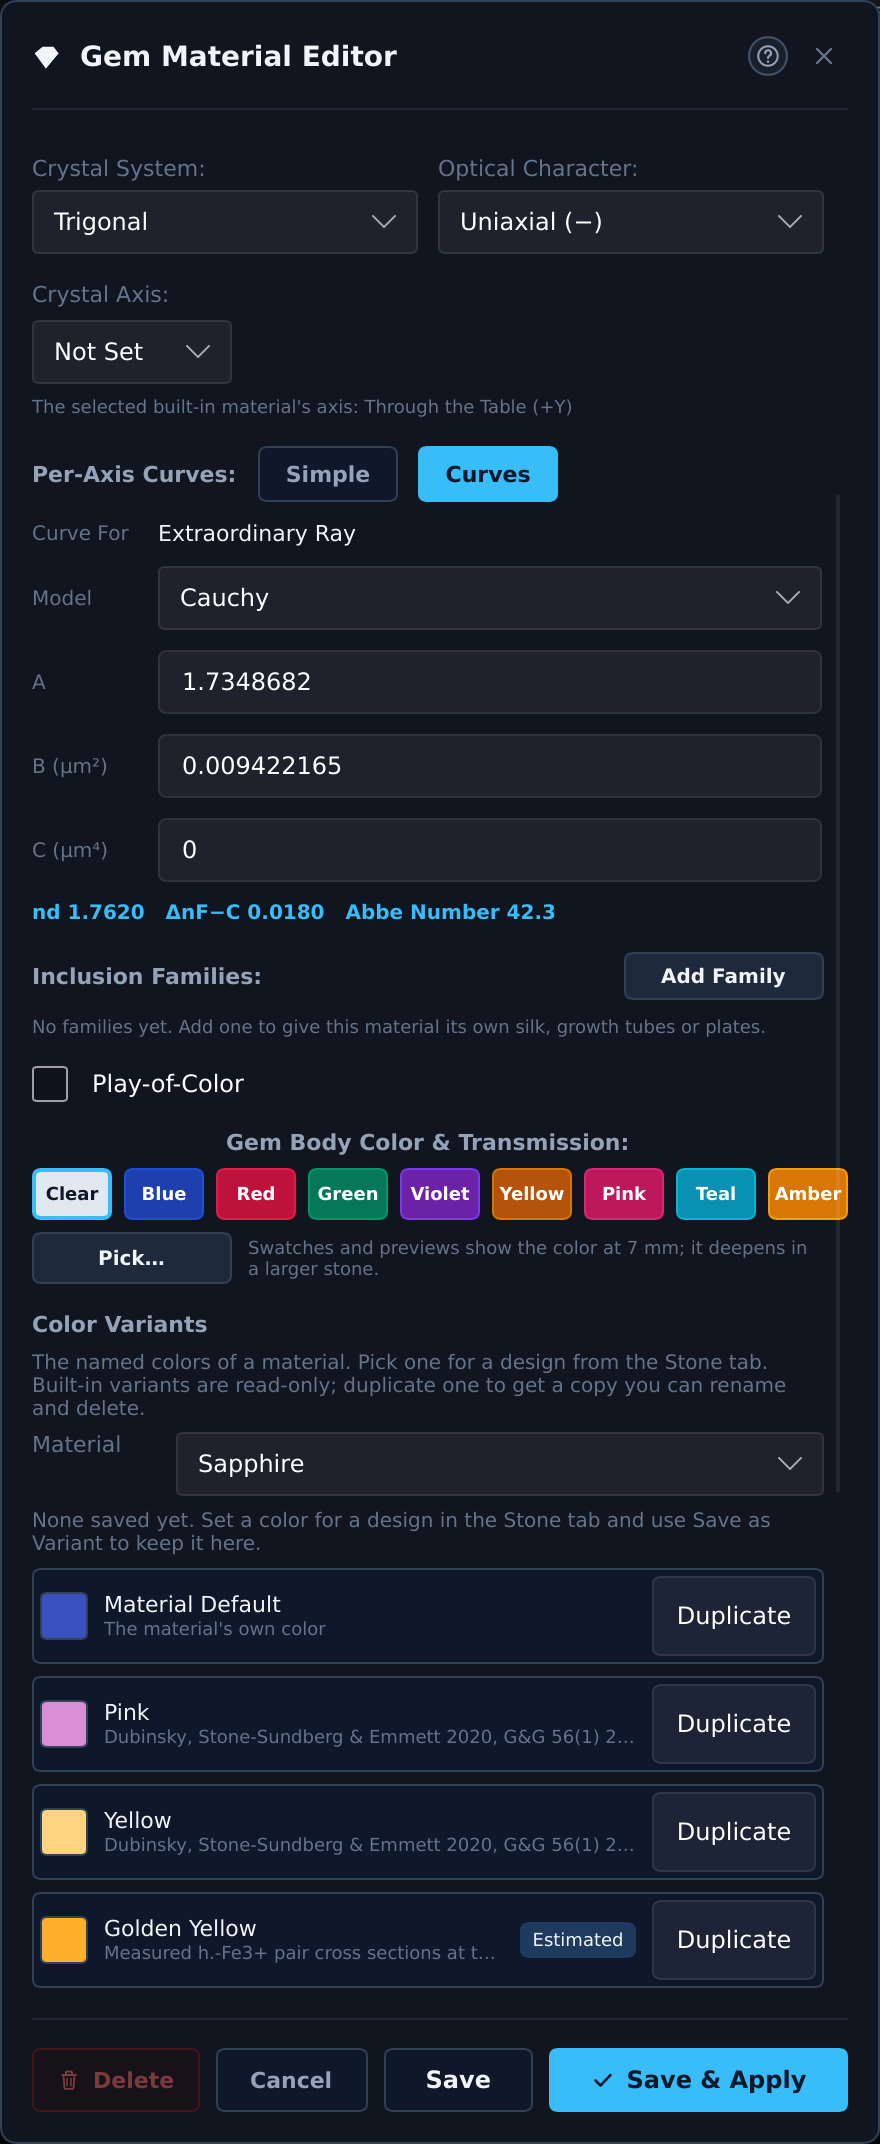 Gem Material Editor
Crystal System:
Optical Character:
Trigonal
Uniaxial (−)
Crystal Axis:
Not Set
The selected built-in material's axis: Through the Table (+Y)
Per-Axis Curves:
Simple
Curves
Curve For
Extraordinary Ray
Model
Cauchy
A
1.7348682
B (µm²)
0.009422165
C (µm⁴)
0
nd 1.7620 ΔnF−C 0.0180 Abbe Number 42.3
Inclusion Families:
Add Family
No families yet. Add one to give this material its own silk, growth tubes or plates.
Play-of-Color
Gem Body Color & Transmission:
Clear
Blue
Red
Green
Violet
Yellow
Pink
Teal
Amber
Pick...
Swatches and previews show the color at 7 mm; it deepens in
a larger stone.
Color Variants
The named colors of a material. Pick one for a design from the Stone tab.
Built-in variants are read-only; duplicate one to get a copy you can rename
and delete.
Material
Sapphire
None saved yet. Set a color for a design in the Stone tab and use Save as
Variant to keep it here.
Material Default
The material's own color
Duplicate
Pink
Dubinsky, Stone-Sundberg & Emmett 2020, G&G 56(1) 2...
Duplicate
Yellow
Dubinsky, Stone-Sundberg & Emmett 2020, G&G 56(1) 2...
Duplicate
Golden Yellow
Measured h.-Fe3+ pair cross sections at t...
Estimated
Duplicate
Delete
Cancel
Save
Save & Apply